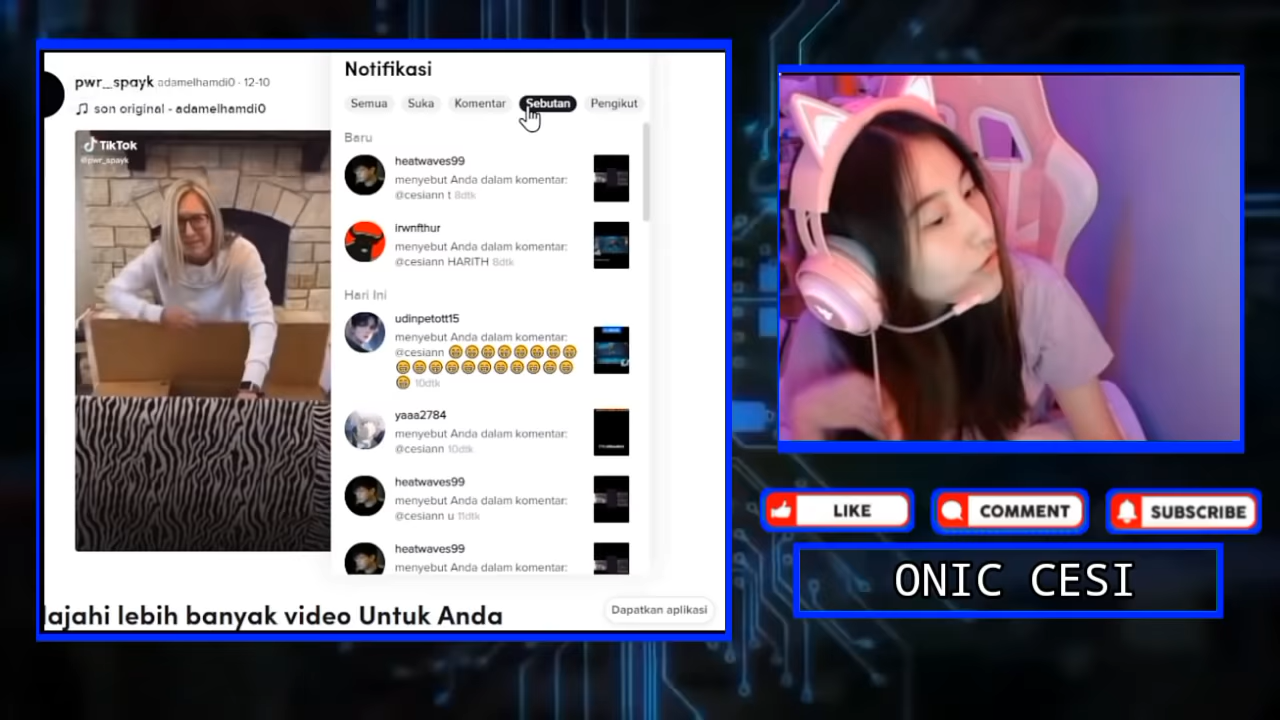 pwr_spayk adamelhamdi0 · 12-10
son original - adamelhamdi0
TikTok
@pwr_spayk
Notifikasi
Semua Suka Komentar Sebutan Pengikut
Baru
heatwaves99
menyebut Anda dalam komentar:
@cesiann t 8dtk
irwnfthur
menyebut Anda dalam komentar:
@cesiann HARITH 8dtk
Hari Ini
udinpetott15
menyebut Anda dalam komentar:
@cesiann 😁😁😁😁😁😁😁😁
😁😁😁😁😁😁😁😁😁😁😁
😁 10dtk
yaaa2784
menyebut Anda dalam komentar:
@cesiann 10dtk
heatwaves99
menyebut Anda dalam komentar:
@cesiann u 11dtk
heatwaves99
menyebut Anda dalam komentar:
lajahi lebih banyak video Untuk Anda
Dapatkan aplikasi
LIKE
COMMENT
SUBSCRIBE
ONIC CESI